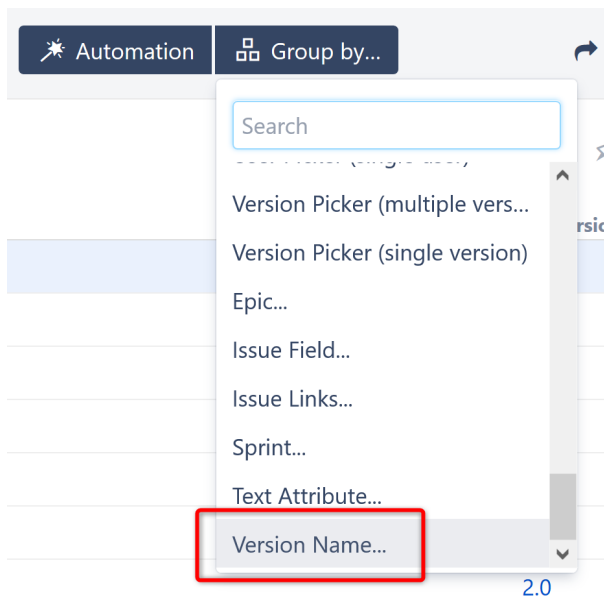 Automation
Group by...
Search
Version Picker (multiple vers...
Version Picker (single version)
Epic...
Issue Field...
Issue Links...
Sprint...
Text Attribute...
Version Name...
2.0